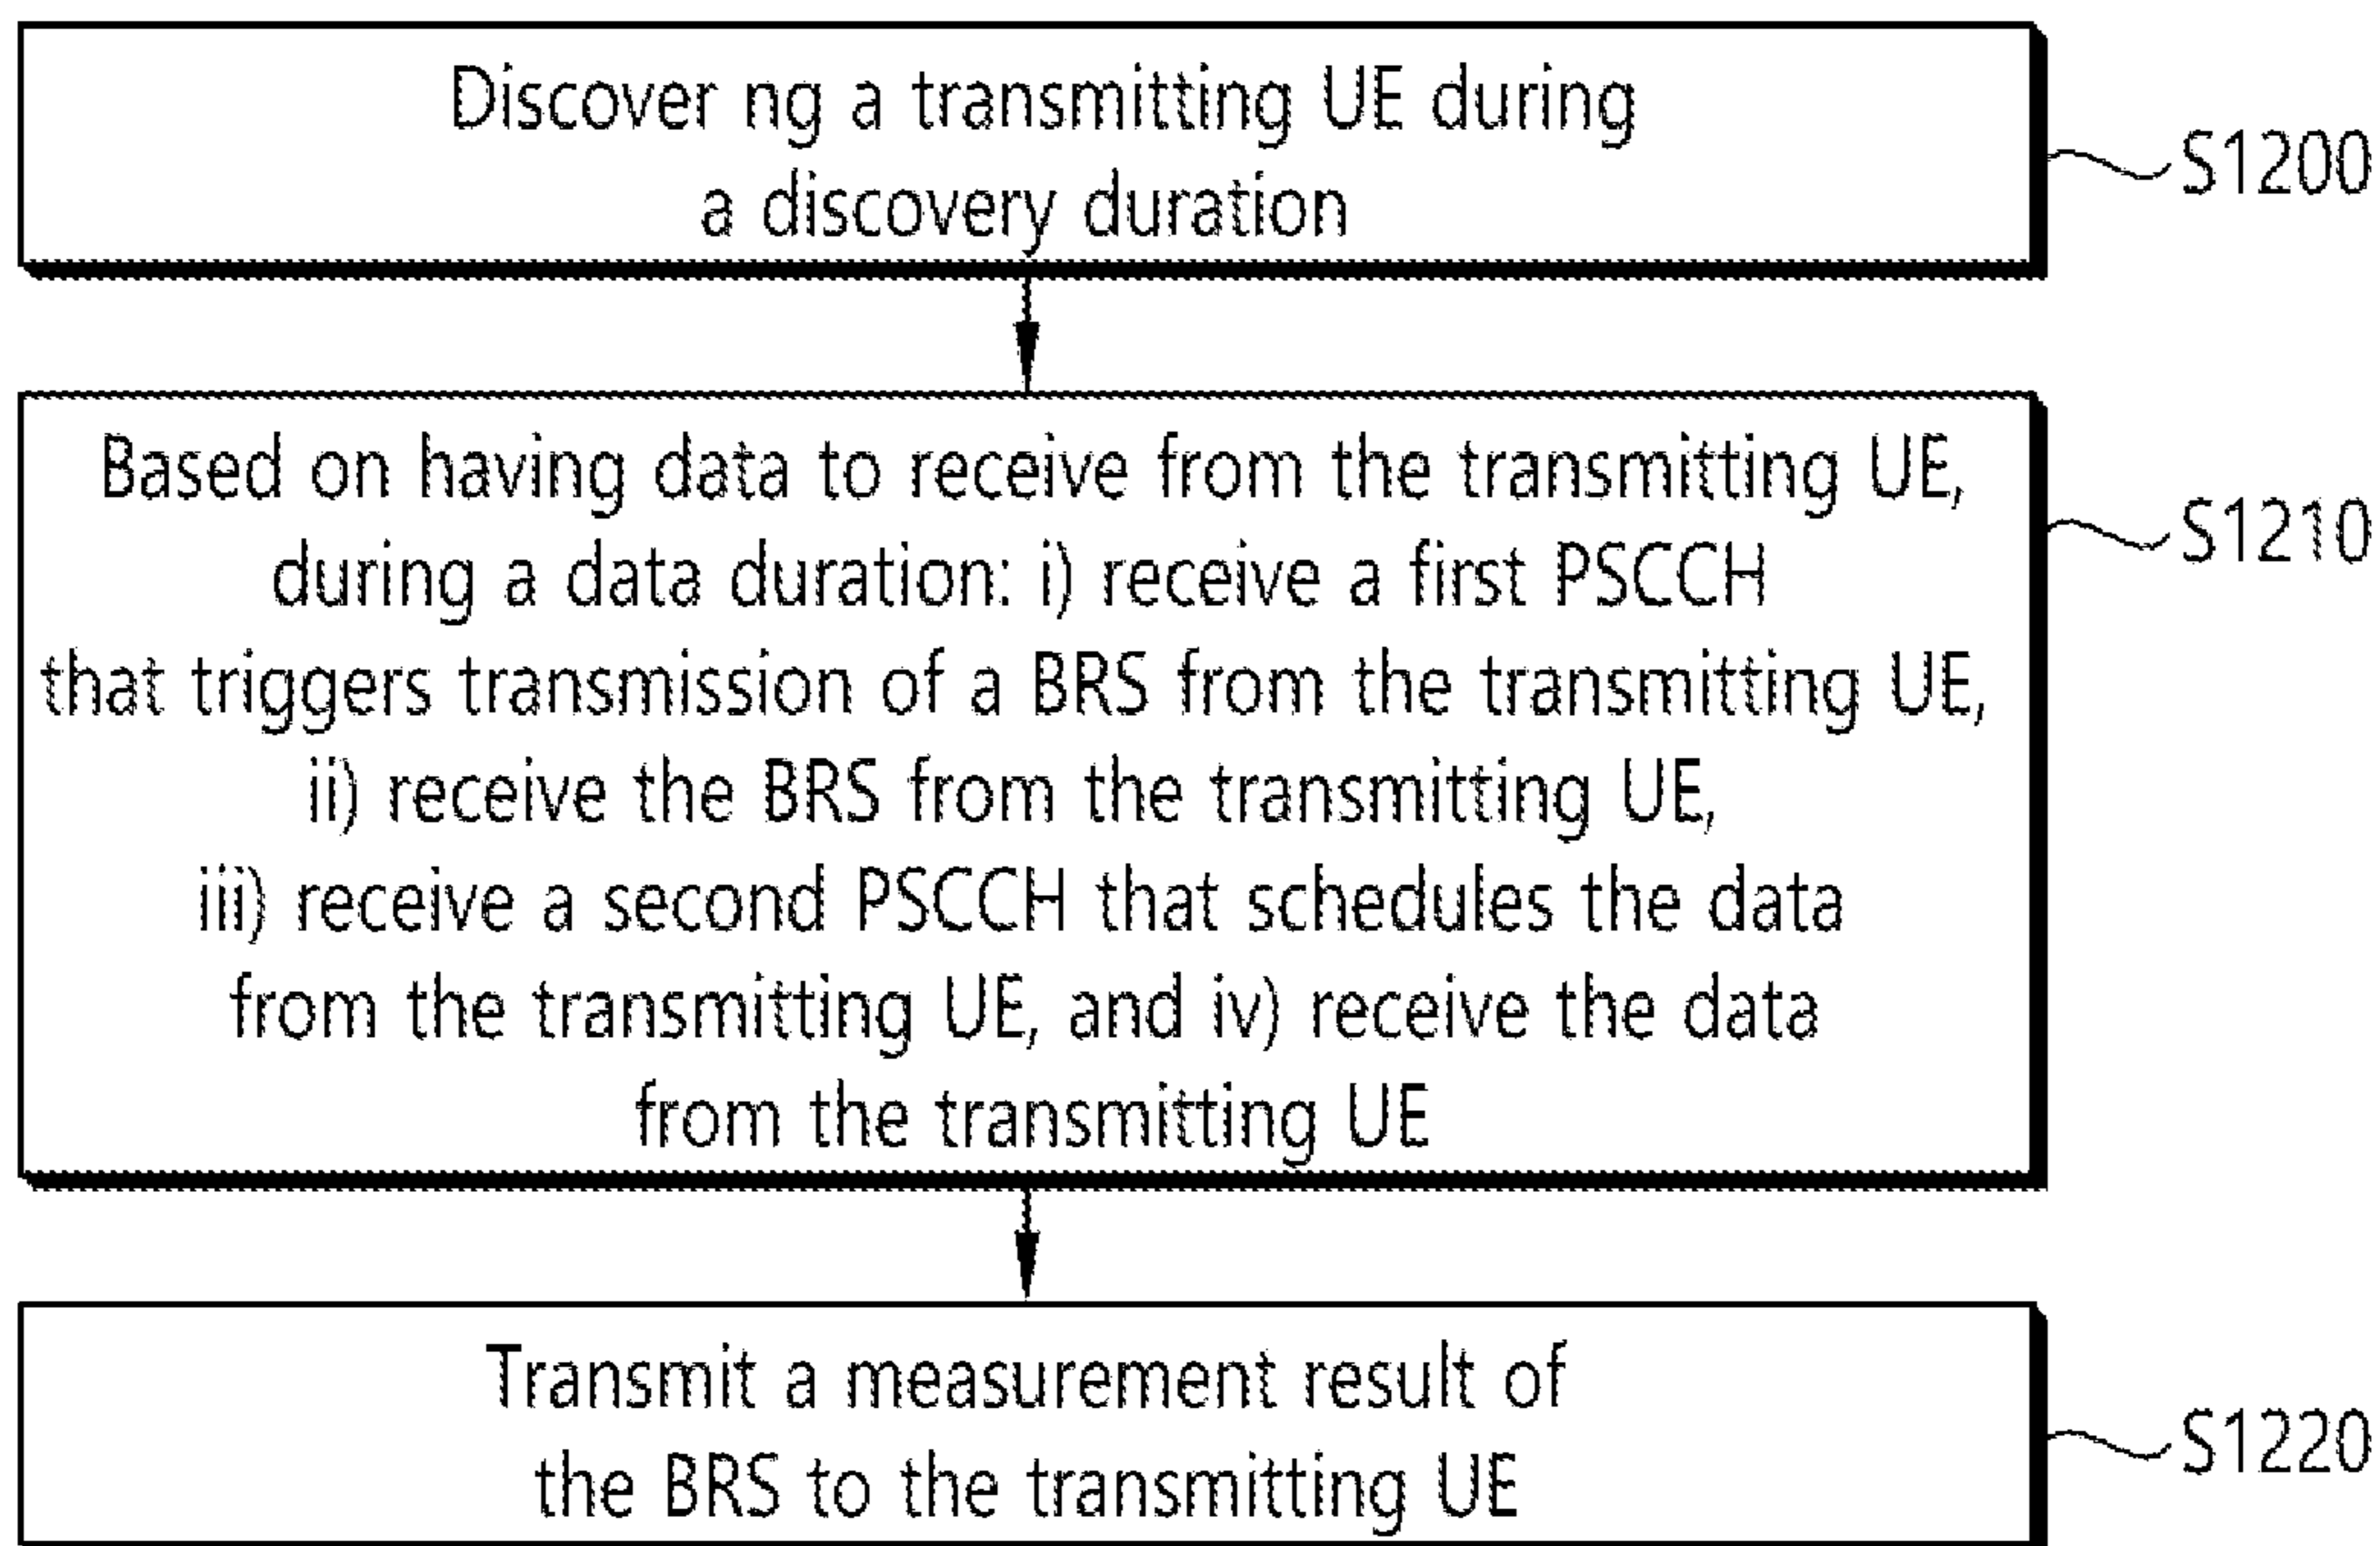 Discover ng a transmitting UE during
a discovery duration
S1200
Based on having data to receive from the transmitting UE,
during a data duration: i) receive a first PSCCH
that triggers transmission of a BRS from the transmitting UE,
ii) receive the BRS from the transmitting UE,
iii) receive a second PSCCH that schedules the data
from the transmitting UE, and iv) receive the data
from the transmitting UE
S1210
Transmit a measurement result of
the BRS to the transmitting UE
S1220